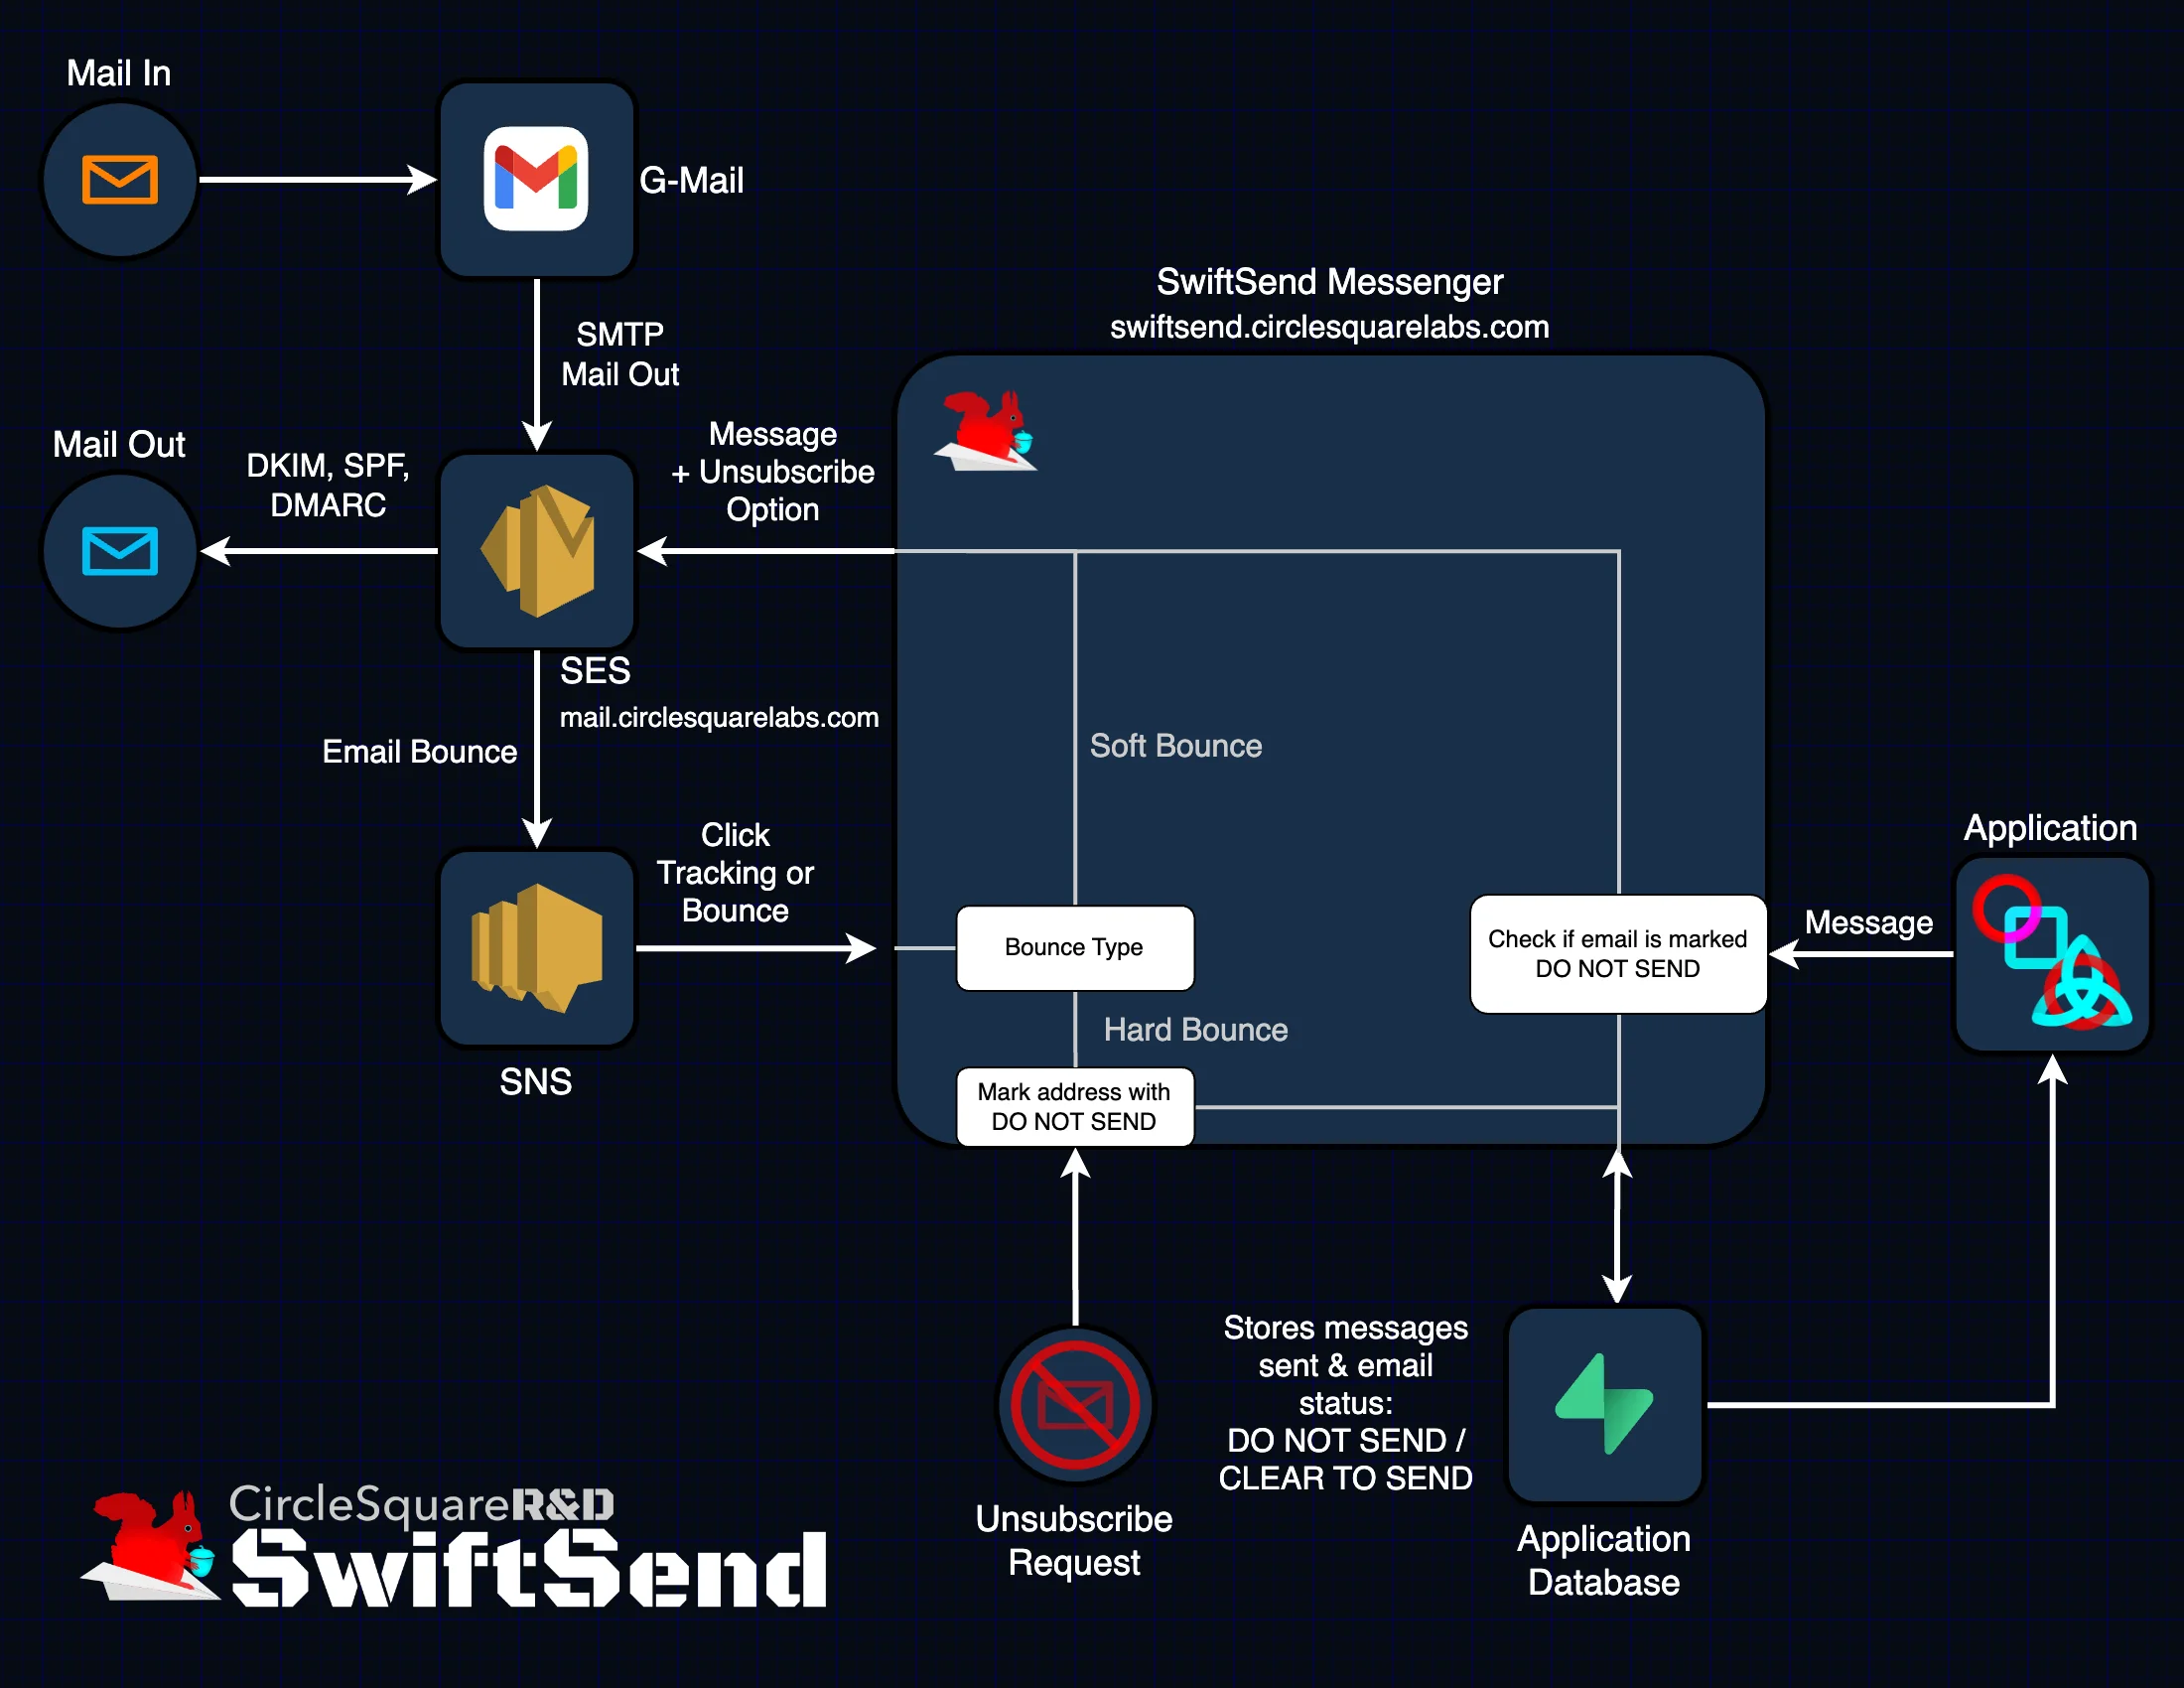 Mail In
G-Mail
SMTP
Mail Out
Mail Out
DKIM, SPF,
DMARC
Message
+ Unsubscribe
Option
SwiftSend Messenger
swiftsend.circlesquarelabs.com
SES
mail.circlesquarelabs.com
Email Bounce
Soft Bounce
Click
Tracking or
Bounce
SNS
Bounce Type
Hard Bounce
Mark address with
DO NOT SEND
Check if email is marked
DO NOT SEND
Message
Application
Unsubscribe
Request
Stores messages
sent & email
status:
DO NOT SEND /
CLEAR TO SEND
Application
Database
CircleSquareR&D
SwiftSend